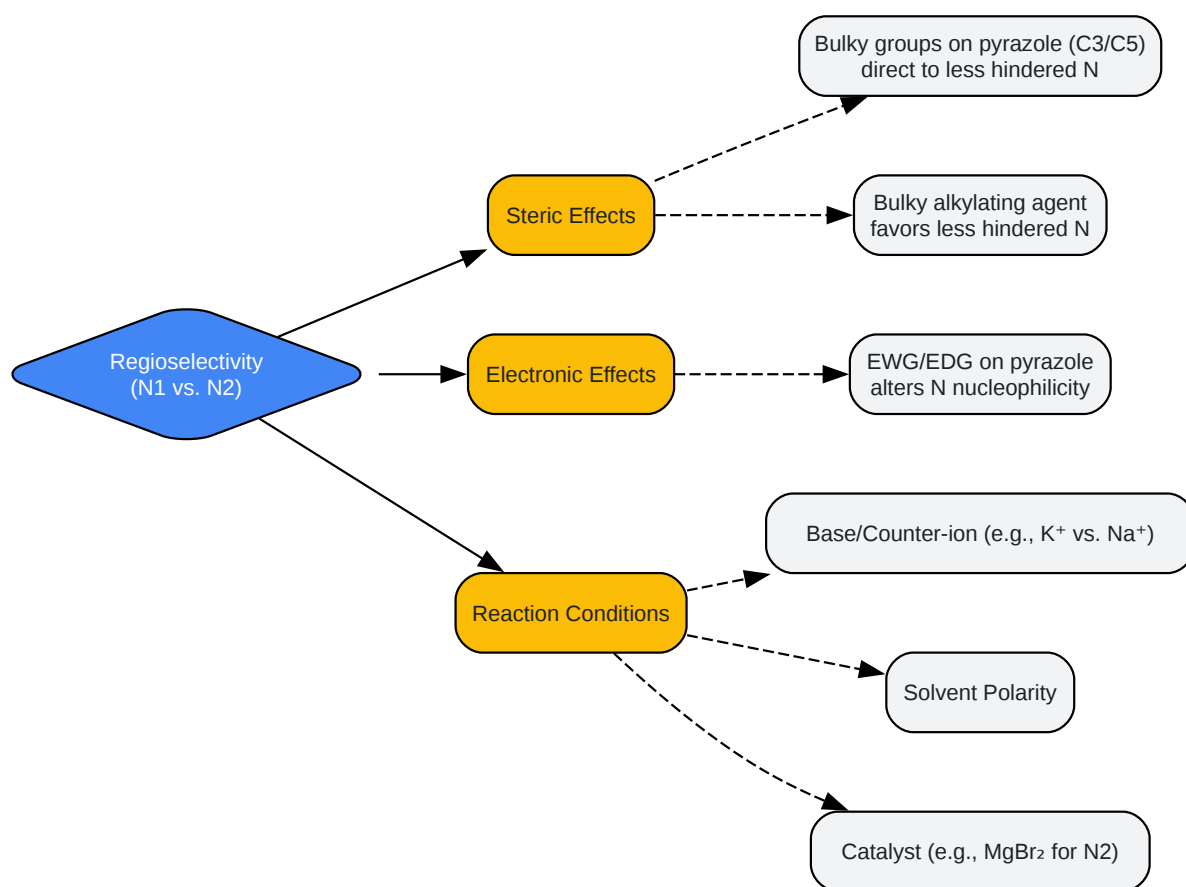 Bulky groups on pyrazole (C3/C5)
direct to less hindered N
Steric Effects
Bulky alkylating agent
favors less hindered N
Regioselectivity
(N1 vs. N2)
Electronic Effects
EWG/EDG on pyrazole
alters N nucleophilicity
Base/Counter-ion (e.g., K⁺ vs. Na⁺)
Reaction Conditions
Solvent Polarity
Catalyst (e.g., MgBr₂ for N2)